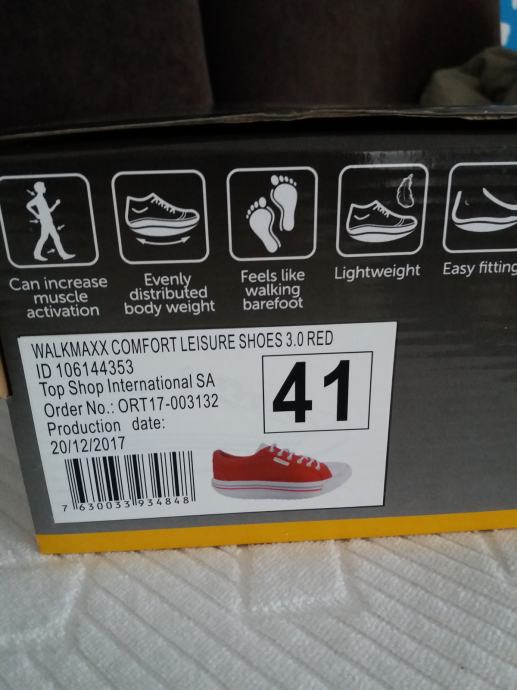 Can increase
muscle
activation
Evenly
distributed
body weight
Feels like
walking
barefoot
Lightweight
Easy fitting
WALKMAXX COMFORT LEISURE SHOES 3.0 RED
ID 106144353
Top Shop International SA
Order No.: ORT17-003132
Production date:
20/12/2017
41
7 630033 934848